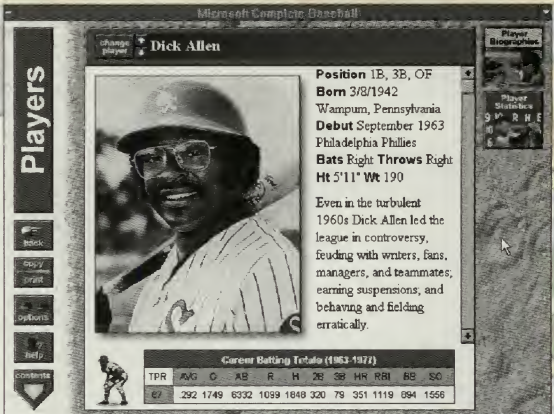 Microsoft Complete Baseball
change
player
Dick Allen
Player
Biographies
Player
Statistics
9 R H E
Players
Position 1B, 3B, OF
Born 3/8/1942
Wampum, Pennsylvania
Debut September 1963
Philadelphia Phillies
Bats Right Throws Right
Ht 5'11" Wt 190
Even in the turbulent
1960s Dick Allen led the
league in controversy,
feuding with writers, fans,
managers, and teammates;
earning suspensions; and
behaving and fielding
erratically.
back
copy
print
options
help
contents
Career Batting Totals (1963-1977)
TPR AVG G AB R H 2B 3B HR RBI BB SO
.292 1749 6332 1099 1848 320 79 351 1119 894 1556